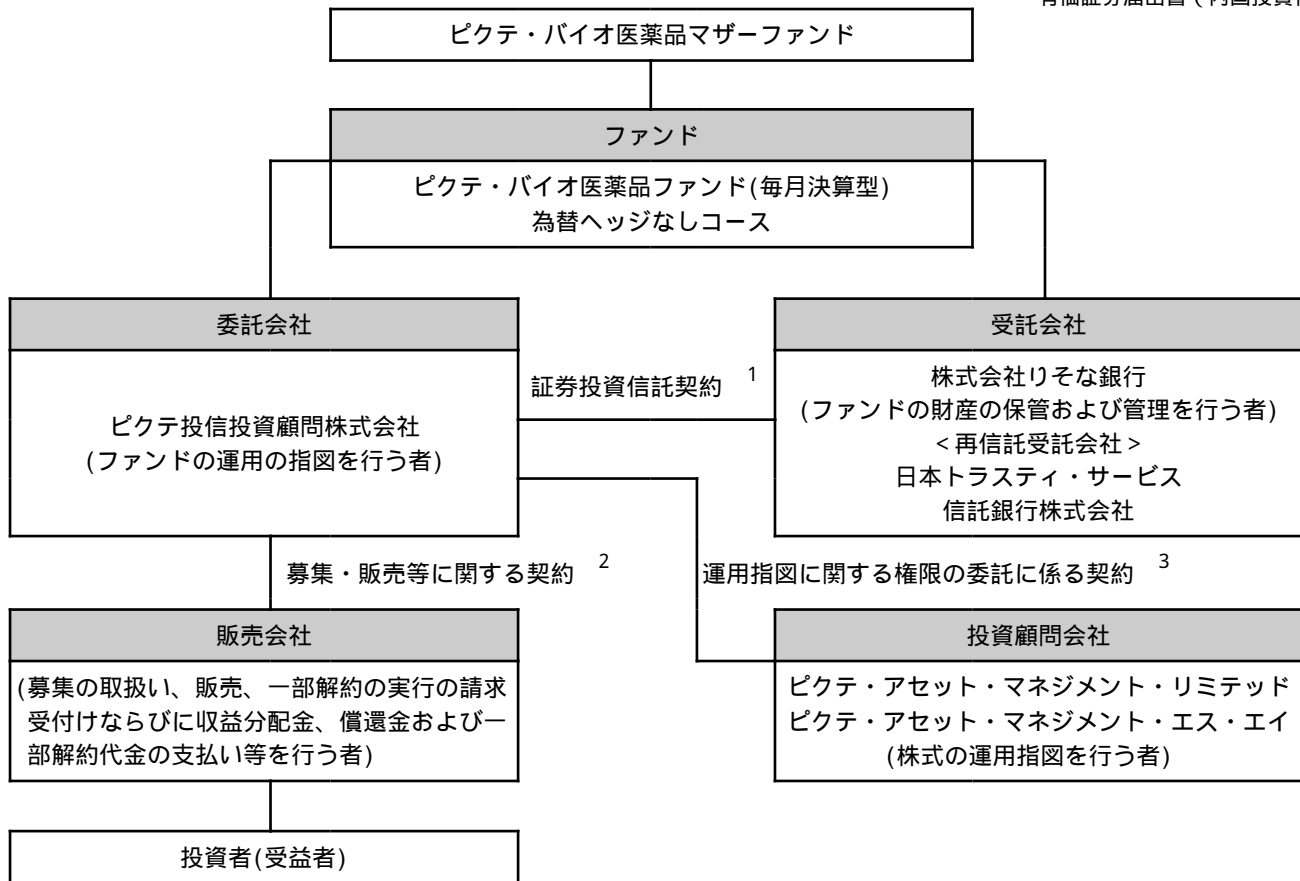 ピクテ・バイオ医薬品マザーファンド
ファンド
ピクテ・バイオ医薬品ファンド(毎月決算型)
為替ヘッジなしコース
委託会社
ピクテ投信投資顧問株式会社
(ファンドの運用の指図を行う者)
証券投資信託契約 1
受託会社
株式会社りそな銀行
(ファンドの財産の保管および管理を行う者)
<再信託受託会社>
日本トラスティ・サービス
信託銀行株式会社
募集・販売等に関する契約 2
運用指図に関する権限の委託に係る契約 3
販売会社
(募集の取扱い、販売、一部解約の実行の請求
受付けならびに収益分配金、償還金および一
部解約代金の支払い等を行う者)
投資顧問会社
ピクテ・アセット・マネジメント・リミテッド
ピクテ・アセット・マネジメント・エス・エイ
(株式の運用指図を行う者)
投資者(受益者)